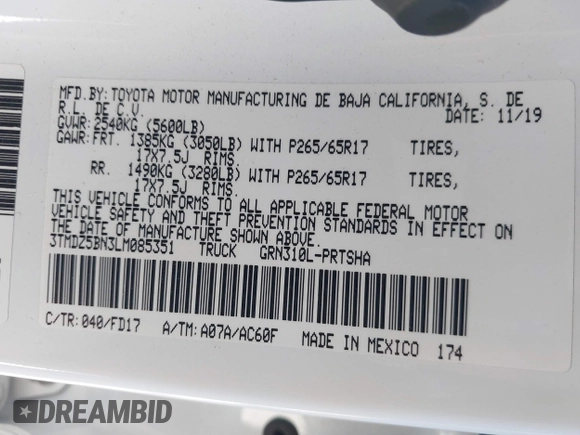 MFD.BY:TOYOTA MOTOR MANUFACTURING DE BAJA CALIFORNIA, S. DE
R.L. DE C.V. DATE: 11/19
GVWR:2540KG (5600LB)
GAWR:FRT. 1385KG (3050LB) WITH P265/65R17 TIRES,
17X7.5J RIMS.
RR. 1490KG (3280LB) WITH P265/65R17 TIRES,
17X7.5J RIMS.
THIS VEHICLE CONFORMS TO ALL APPLICABLE FEDERAL MOTOR
VEHICLE SAFETY AND THEFT PREVENTION STANDARDS IN EFFECT ON
THE DATE OF MANUFACTURE SHOWN ABOVE.
3TMDZ5BN3LM085351 TRUCK GRN310L-PRTSHA
C/TR:040/FD17 A/TM:A07A/AC60F MADE IN MEXICO 174
DREAMBID